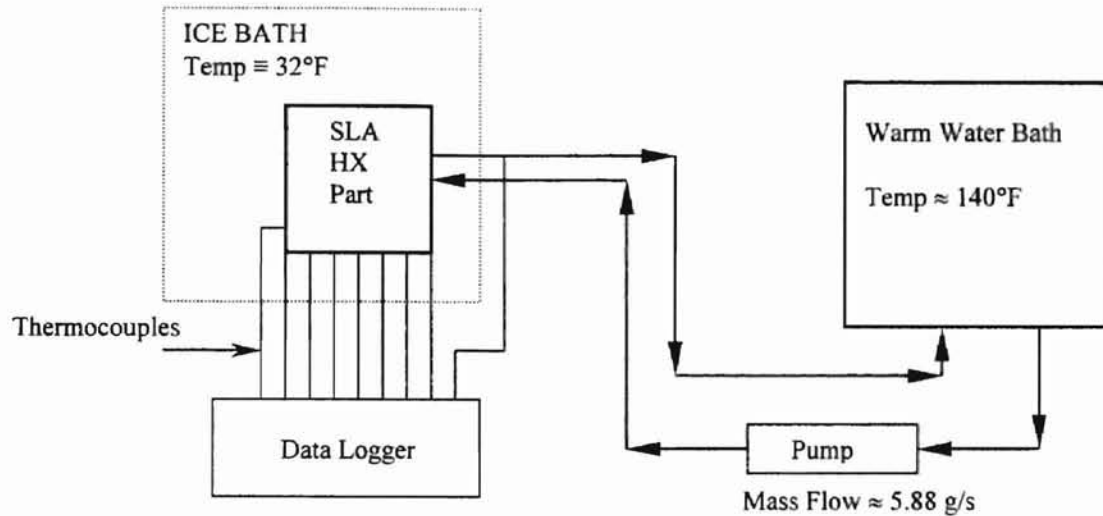 ICE BATH
Temp ≡ 32°F
SLA
HX
Part
Warm Water Bath
Temp ≈ 140°F
Thermocouples
Data Logger
Pump
Mass Flow ≈ 5.88 g/s